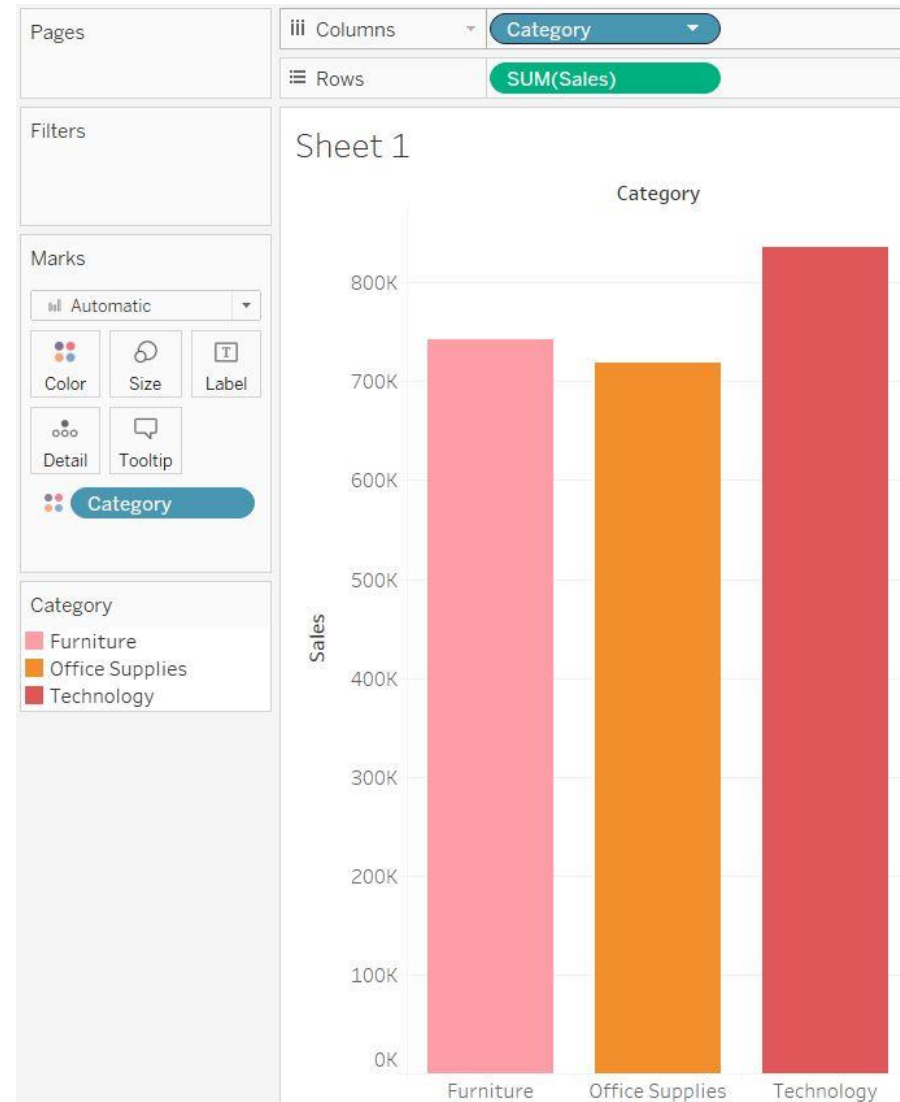 Pages
Columns
Category
Rows
SUM(Sales)
Filters
Sheet 1
Category
Marks
Automatic
Color
Size
T
Label
Detail
Tooltip
Category
Category
Furniture
Office Supplies
Technology
Sales
800K
700K
600K
500K
400K
300K
200K
100K
0K
Furniture
Office Supplies
Technology